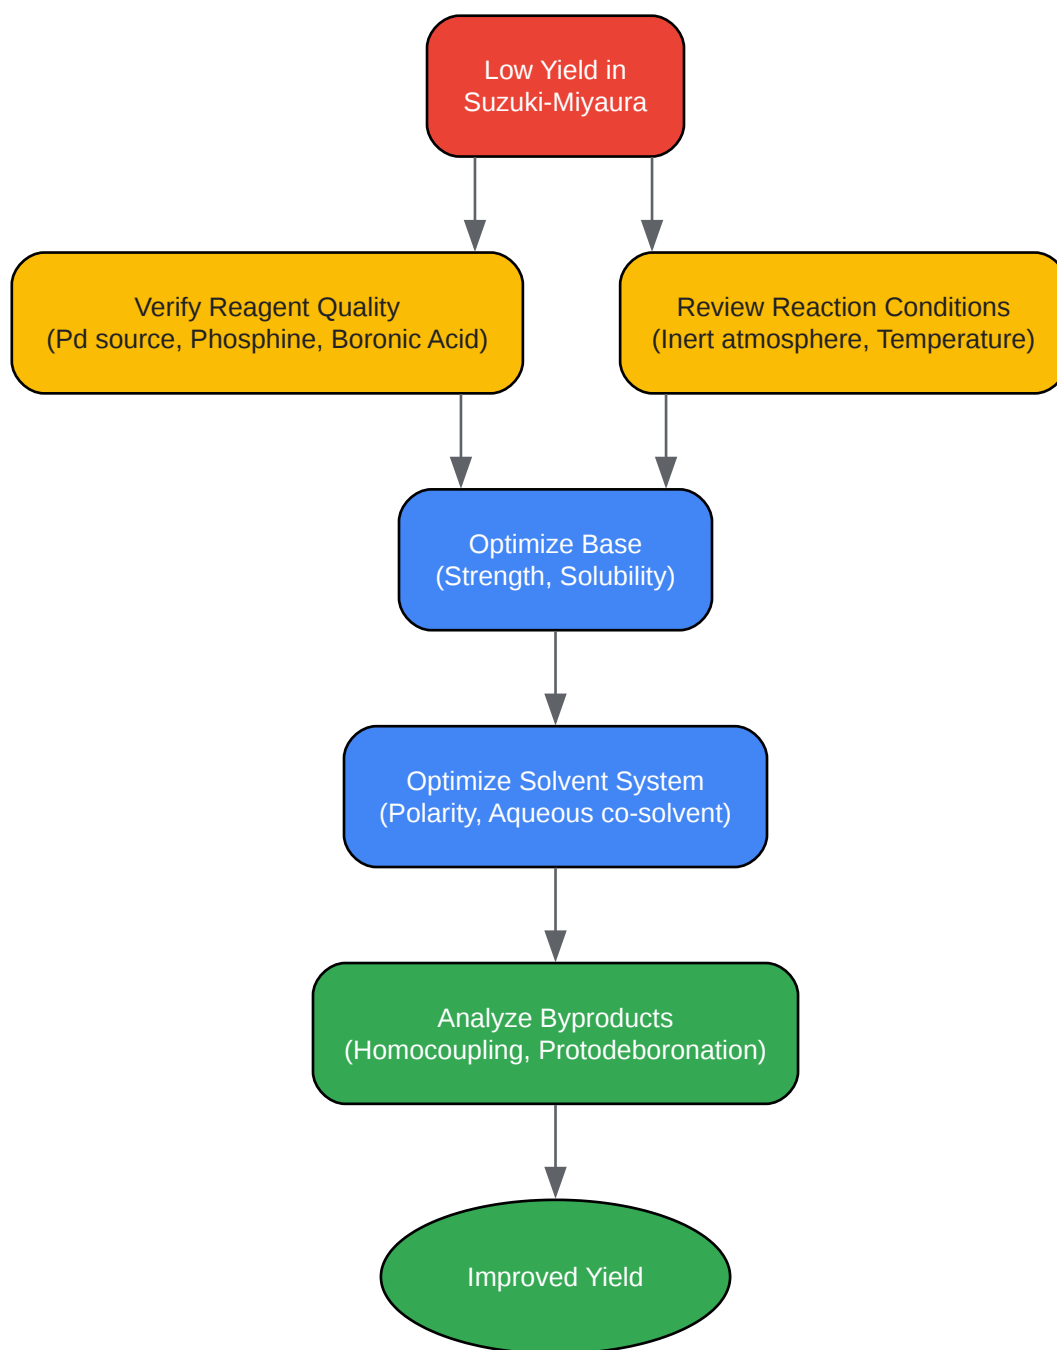 Low Yield in
Suzuki-Miyaura
Verify Reagent Quality
(Pd source, Phosphine, Boronic Acid)
Review Reaction Conditions
(Inert atmosphere, Temperature)
Optimize Base
(Strength, Solubility)
Optimize Solvent System
(Polarity, Aqueous co-solvent)
Analyze Byproducts
(Homocoupling, Protodeboronation)
Improved Yield